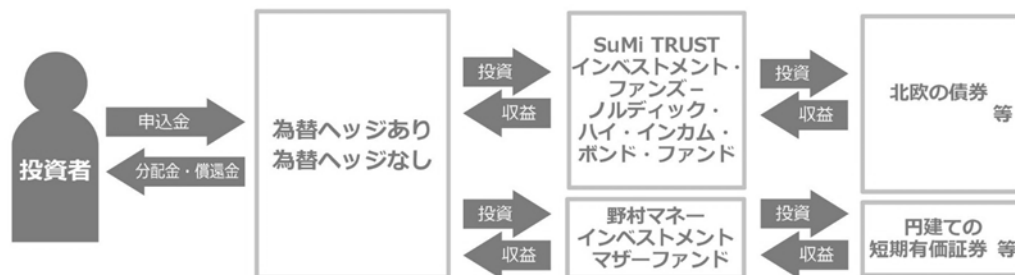 投資者
申込金
分配金・償還金
為替ヘッジあり
為替ヘッジなし
投資
収益
SuMi TRUST
インベストメント・
ファンズ－
ノルディック・
ハイ・インカム・
ボンド・ファンド
投資
収益
北欧の債券
等
投資
収益
野村マネー
インベストメント
マザーファンド
投資
収益
円建ての
短期有価証券 等